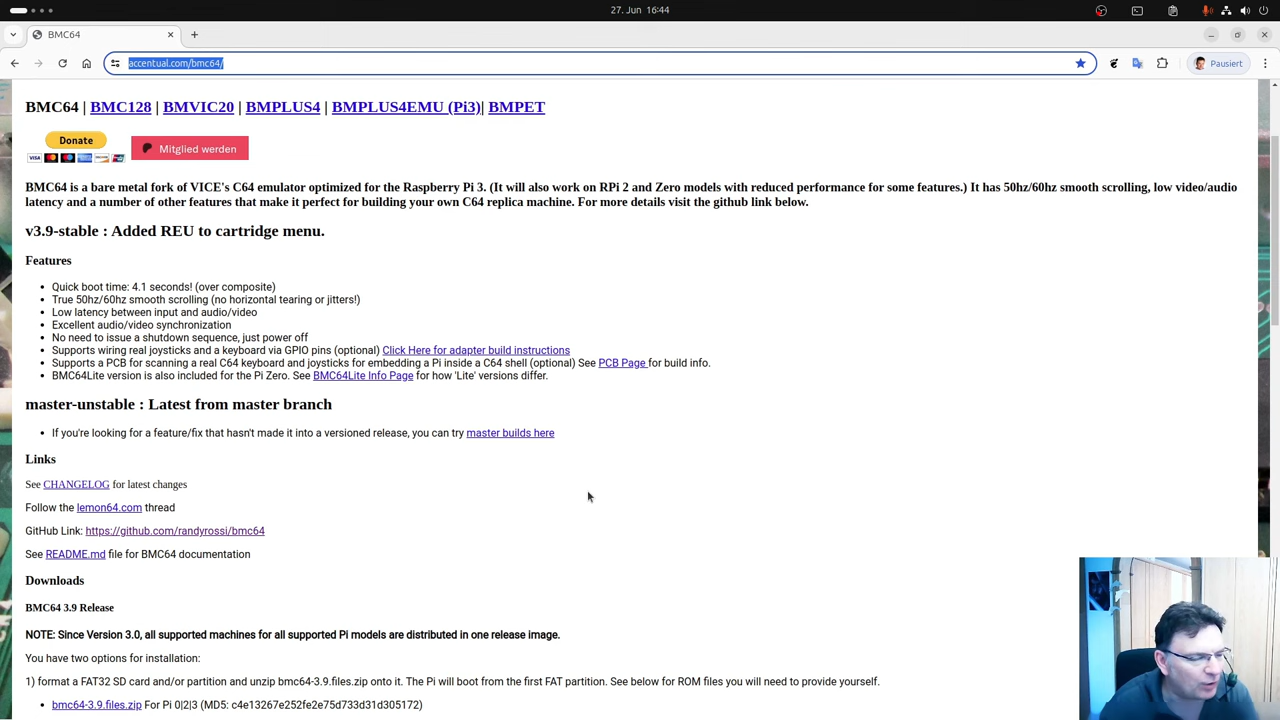 27. Jun 16:44
BMC64
accentual.com/bmc64/
Pausiert
BMC64 | BMC128 | BMVIC20 | BMPLUS4 | BMPLUS4EMU (Pi3)| BMPET
Donate
VISA
Mitglied werden
BMC64 is a bare metal fork of VICE's C64 emulator optimized for the Raspberry Pi 3. (It will also work on RPi 2 and Zero models with reduced performance for some features.) It has 50hz/60hz smooth scrolling, low video/audio
latency and a number of other features that make it perfect for building your own C64 replica machine. For more details visit the github link below.
v3.9-stable : Added REU to cartridge menu.
Features
• Quick boot time: 4.1 seconds! (over composite)
• True 50hz/60hz smooth scrolling (no horizontal tearing or jitters!)
• Low latency between input and audio/video
• Excellent audio/video synchronization
• No need to issue a shutdown sequence, just power off
• Supports wiring real joysticks and a keyboard via GPIO pins (optional) Click Here for adapter build instructions
• Supports a PCB for scanning a real C64 keyboard and joysticks for embedding a Pi inside a C64 shell (optional) See PCB Page for build info.
• BMC64Lite version is also included for the Pi Zero. See BMC64Lite Info Page for how 'Lite' versions differ.
master-unstable : Latest from master branch
• If you're looking for a feature/fix that hasn't made it into a versioned release, you can try master builds here
Links
See CHANGELOG for latest changes
Follow the lemon64.com thread
GitHub Link: https://github.com/randyrossi/bmc64
See README.md file for BMC64 documentation
Downloads
BMC64 3.9 Release
NOTE: Since Version 3.0, all supported machines for all supported Pi models are distributed in one release image.
You have two options for installation:
1) format a FAT32 SD card and/or partition and unzip bmc64-3.9.files.zip onto it. The Pi will boot from the first FAT partition. See below for ROM files you will need to provide yourself.
• bmc64-3.9.files.zip For Pi 0|2|3 (MD5: c4e13267e252fe2e75d733d31d305172)